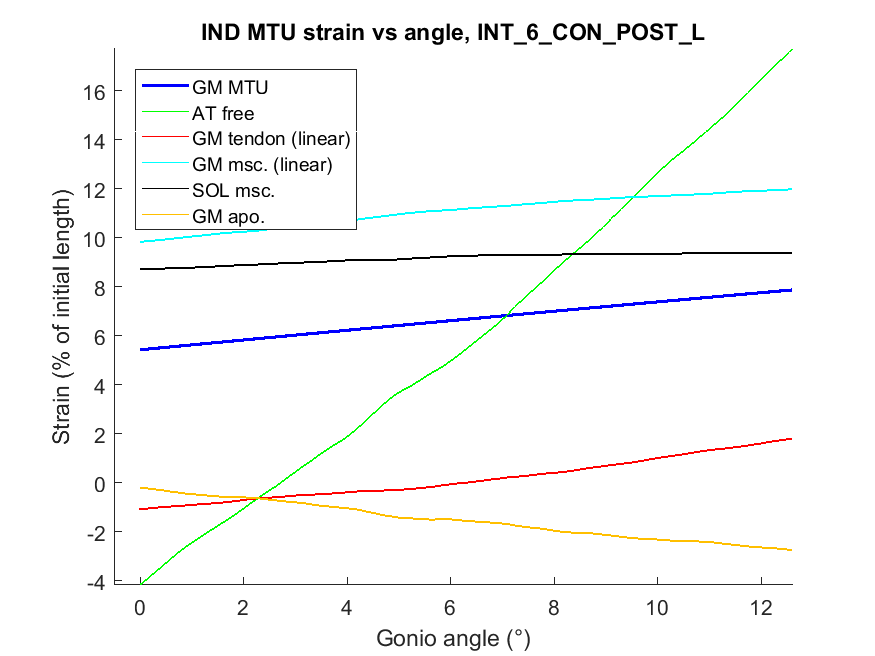 IND MTU strain vs angle, INT_6_CON_POST_L
GM MTU
AT free
GM tendon (linear)
GM msc. (linear)
SOL msc.
GM apo.
Strain (% of initial length)
16
14
12
10
8
6
4
2
0
-2
-4
0 2 4 6 8 10 12
Gonio angle (°)